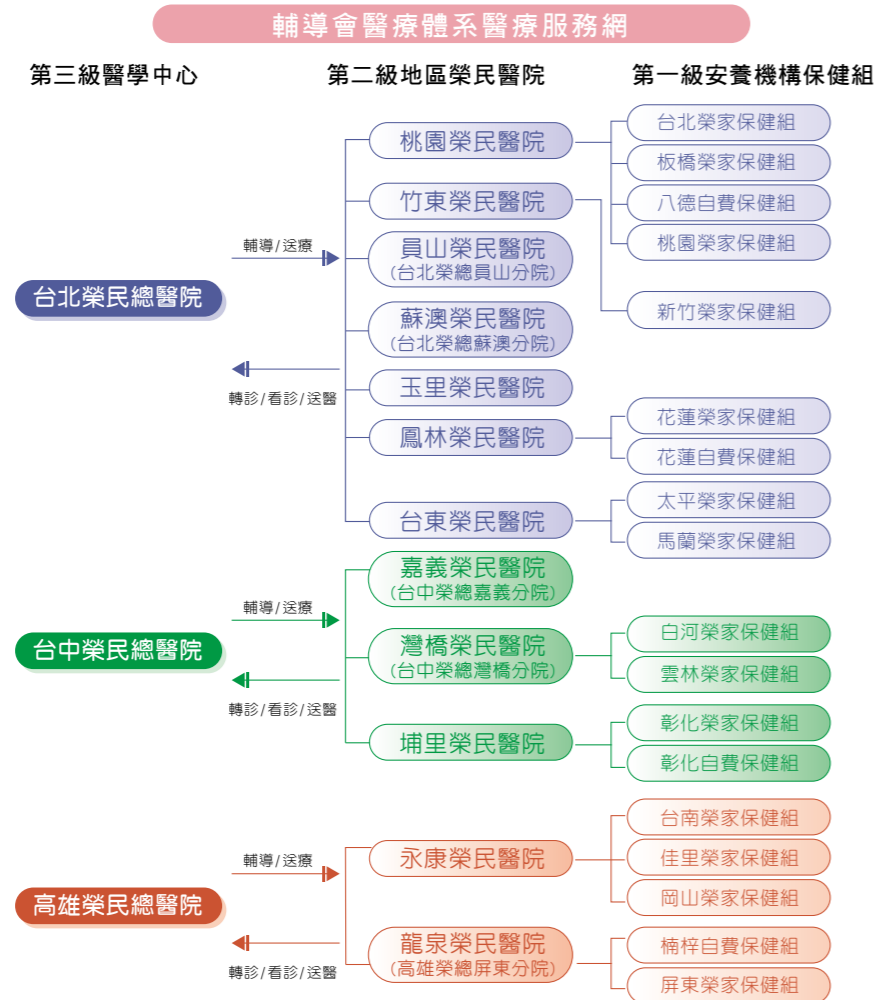 輔導會醫療體系醫療服務網
第三級醫學中心
第二級地區榮民醫院
第一級安養機構保健組
台北榮民總醫院
輔導/送療
轉診/看診/送醫
桃園榮民醫院
竹東榮民醫院
員山榮民醫院
(台北榮總員山分院)
蘇澳榮民醫院
(台北榮總蘇澳分院)
玉里榮民醫院
鳳林榮民醫院
台東榮民醫院
台北榮家保健組
板橋榮家保健組
八德自費保健組
桃園榮家保健組
新竹榮家保健組
花蓮榮家保健組
花蓮自費保健組
太平榮家保健組
馬蘭榮家保健組
台中榮民總醫院
輔導/送療
轉診/看診/送醫
嘉義榮民醫院
(台中榮總嘉義分院)
灣橋榮民醫院
(台中榮總灣橋分院)
埔里榮民醫院
白河榮家保健組
雲林榮家保健組
彰化榮家保健組
彰化自費保健組
高雄榮民總醫院
輔導/送療
轉診/看診/送醫
永康榮民醫院
龍泉榮民醫院
(高雄榮總屏東分院)
台南榮家保健組
佳里榮家保健組
岡山榮家保健組
楠梓自費保健組
屏東榮家保健組